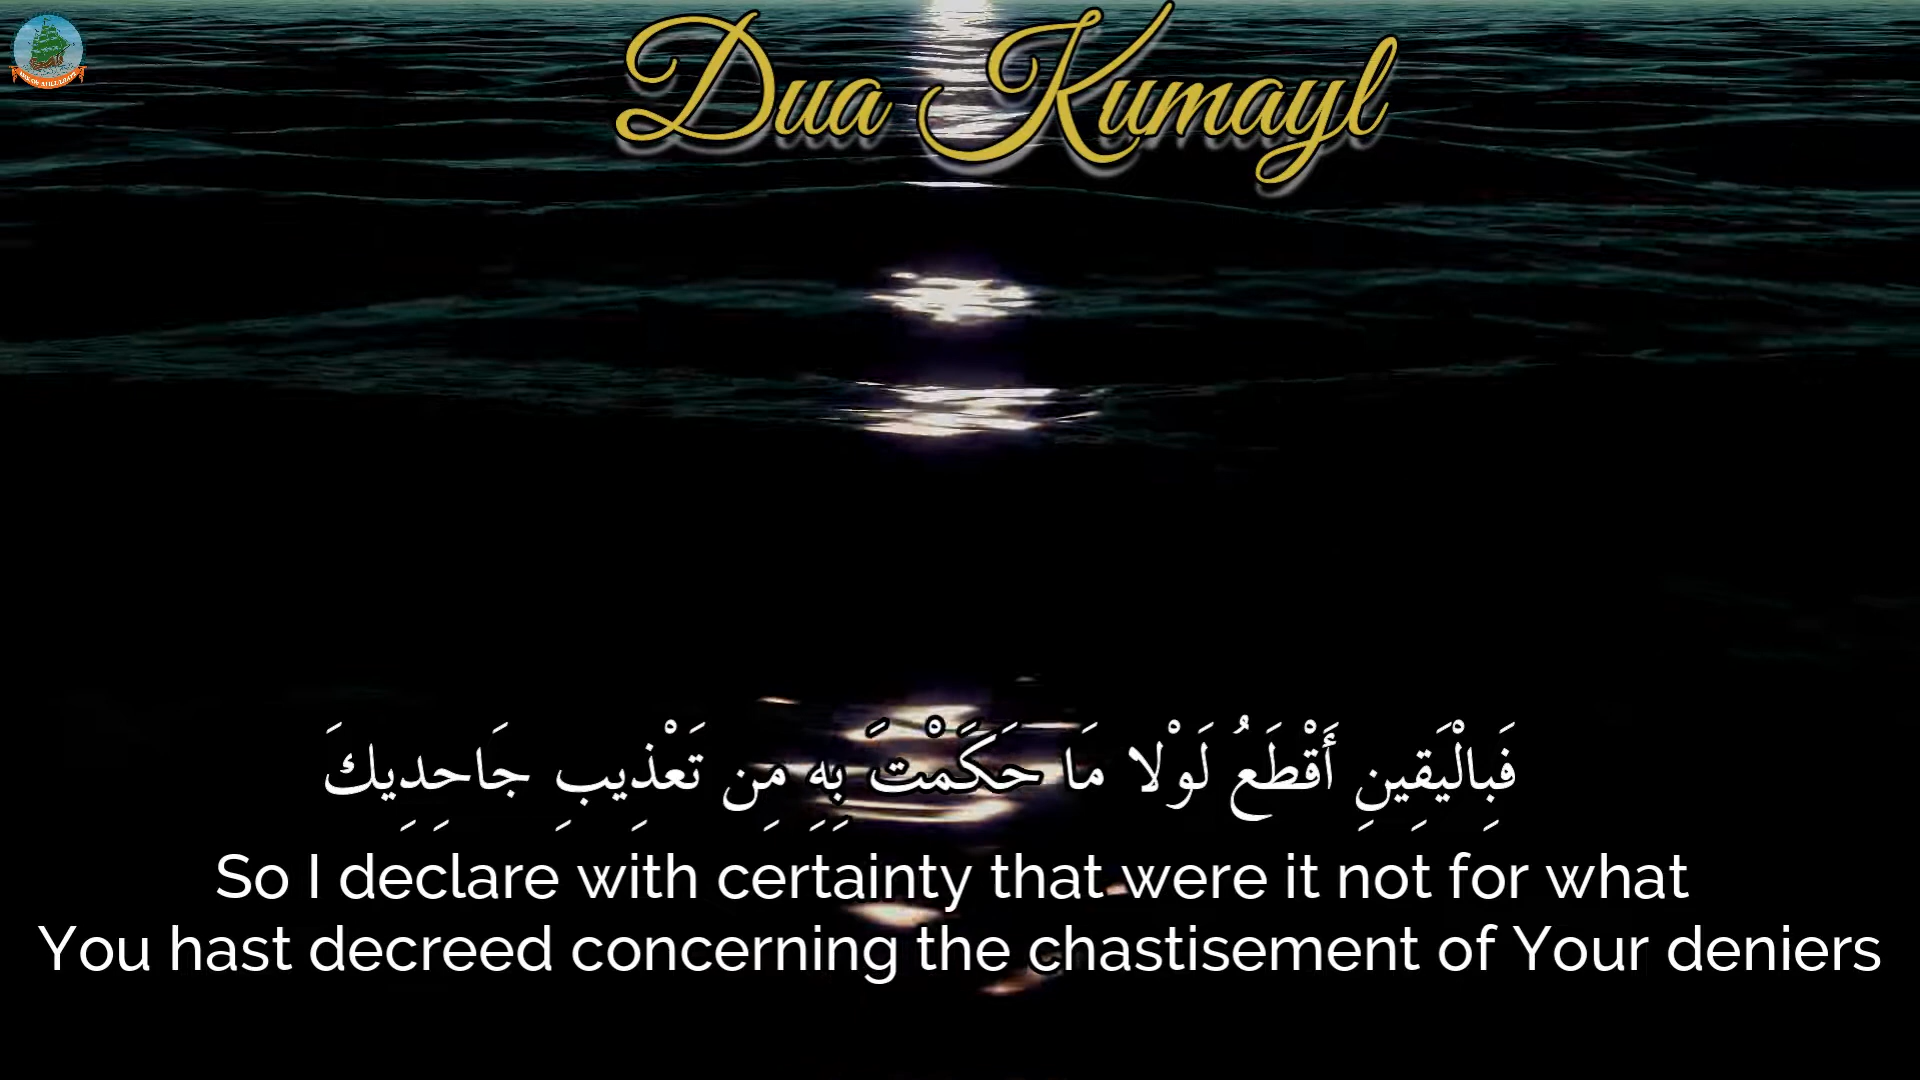 Dua Kumayl
فَبِالْيَقِينِ أَقْطَعُ لَوْلا مَا حَكَمْتَ بِهِ مِن تَعْذِيبِ جَاحِدِيكَ
So I declare with certainty that were it not for what
You hast decreed concerning the chastisement of Your deniers